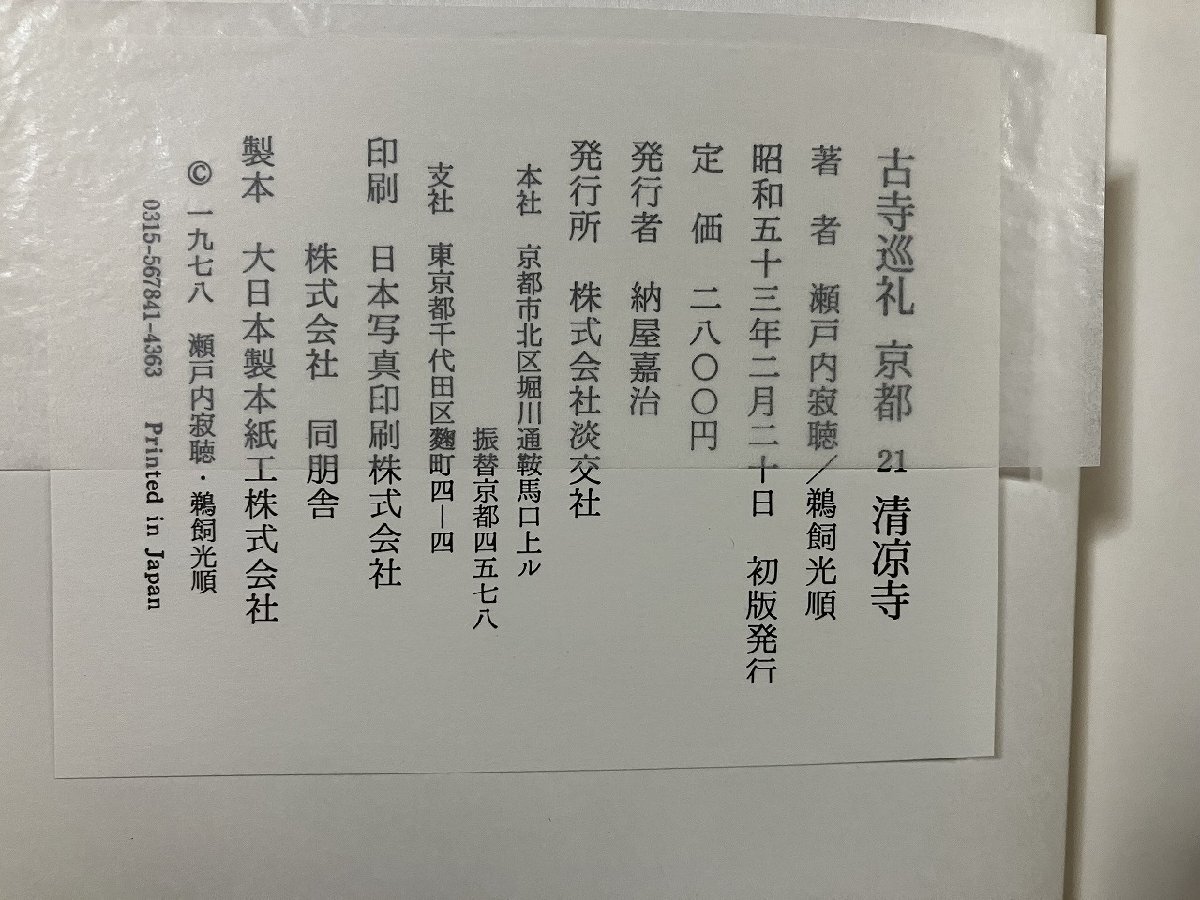 古寺巡礼 京都 21 清凉寺
著者 瀬戸内寂聴／鵜飼光順
昭和五十三年二月二十日 初版発行
定価 二八〇〇円
発行者 納屋嘉治
発行所 株式会社淡交社
本社 京都市北区堀川通鞍馬口上ル
振替京都四五七八
支社 東京都千代田区麴町四－四
印刷 日本写真印刷株式会社
株式会社 同朋舎
製本 大日本製本紙工株式会社
© 一九七八 瀬戸内寂聴・鵜飼光順
0315-567841-4363 Printed in Japan